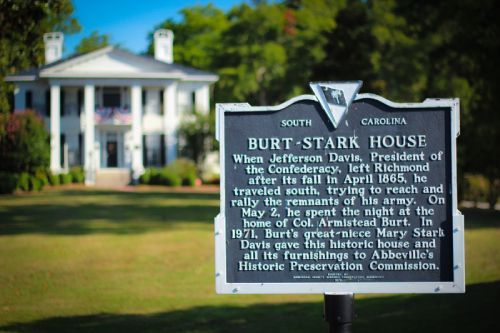 SOUTH CAROLINA
BURT-STARK HOUSE
When Jefferson Davis, President of
the Confederacy, left Richmond
after its fall in April 1865, he
traveled south, trying to reach and
rally the remnants of his army. On
May 2, he spent the night at the
home of Col. Armistead Burt. In
1971, Burt's great-niece Mary Stark
Davis gave this historic house and
all its furnishings to Abbeville's
Historic Preservation Commission.